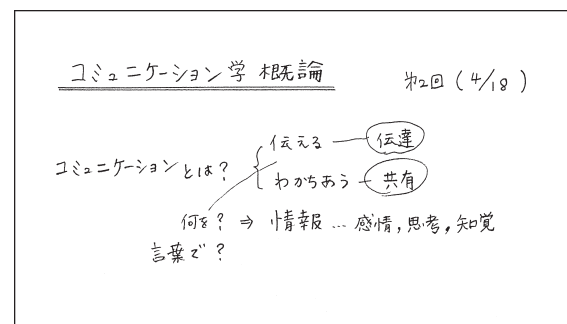 コミュニケーション学 概論 第2回(4/18)
伝える — 伝達
コミュニケーションとは?
わかちあう — 共有
何を? ⇒ 情報…感情,思考,知覚
言葉で?